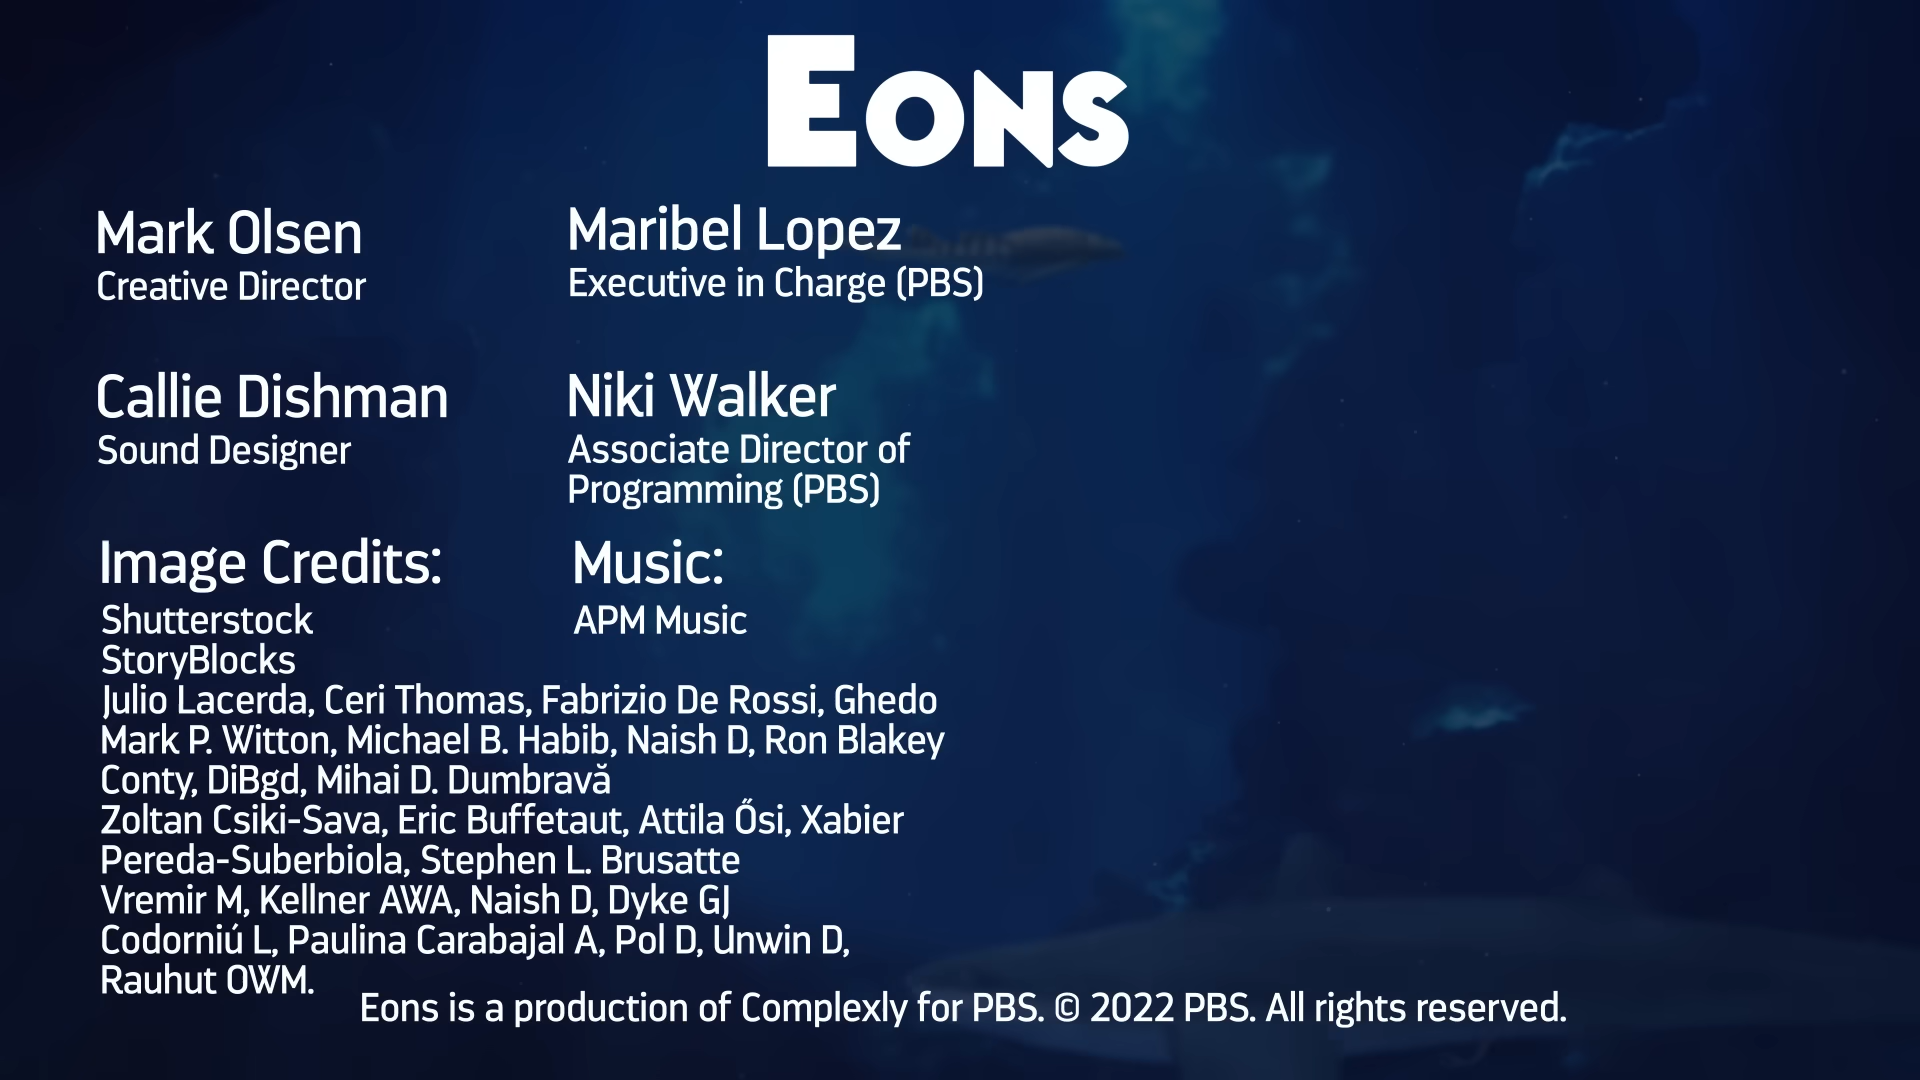 Eons
Mark Olsen
Creative Director
Maribel Lopez
Executive in Charge (PBS)
Callie Dishman
Sound Designer
Niki Walker
Associate Director of
Programming (PBS)
Image Credits:
Shutterstock
StoryBlocks
Julio Lacerda, Ceri Thomas, Fabrizio De Rossi, Ghedo
Mark P. Witton, Michael B. Habib, Naish D, Ron Blakey
Conty, DiBgd, Mihai D. Dumbravă
Zoltan Csiki-Sava, Eric Buffetaut, Attila Ősi, Xabier
Pereda-Suberbiola, Stephen L. Brusatte
Vremir M, Kellner AWA, Naish D, Dyke GJ
Codorniú L, Paulina Carabajal A, Pol D, Unwin D,
Rauhut OWM.
Music:
APM Music
Eons is a production of Complexly for PBS. © 2022 PBS. All rights reserved.